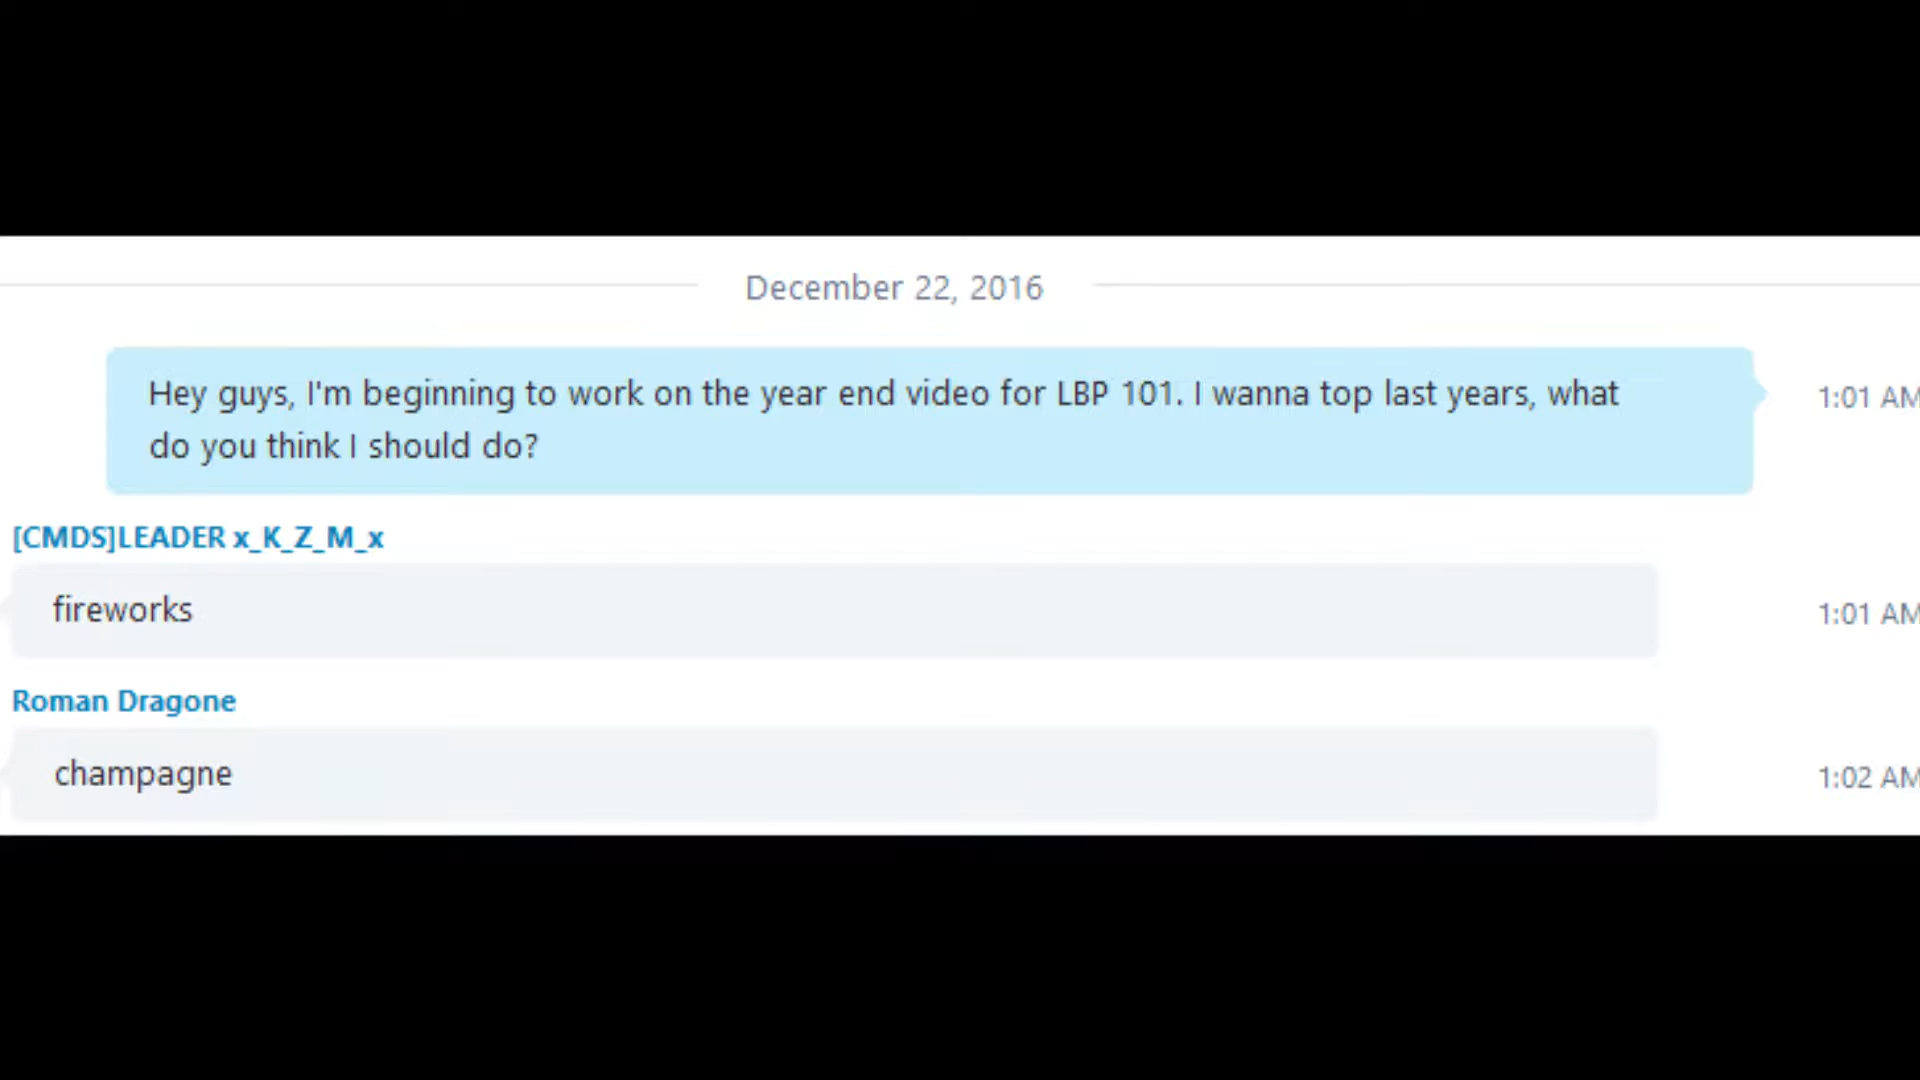 December 22, 2016
Hey guys, I'm beginning to work on the year end video for LBP 101. I wanna top last years, what
do you think I should do?
1:01 AM
[CMDS]LEADER x_K_Z_M_x
fireworks
1:01 AM
Roman Dragone
champagne
1:02 AM